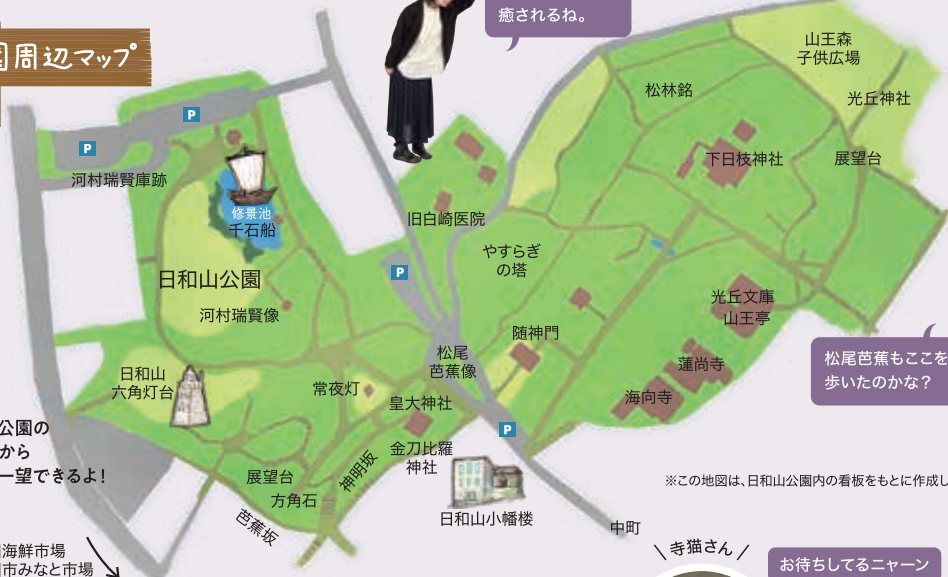 園周辺マップ
癒されるね。
山王森
子供広場
松林銘
光丘神社
P
P
河村瑞賢庫跡
下日枝神社
展望台
修景池
千石船
旧白崎医院
やすらぎ
の塔
P
日和山公園
河村瑞賢像
光丘文庫
山王亭
随神門
松尾
芭蕉像
松尾芭蕉もここを
歩いたのかな?
日和山
六角灯台
常夜灯
蓮尚寺
皇大神社
海向寺
P
公園の
から
一望できるよ!
金刀比羅
神社
神明坂
展望台
方角石
芭蕉坂
※この地図は、日和山公園内の看板をもとに作成し
日和山小幡楼
中町
海鮮市場
市みなと市場
\ 寺猫さん /
お待ちしてるニャーン